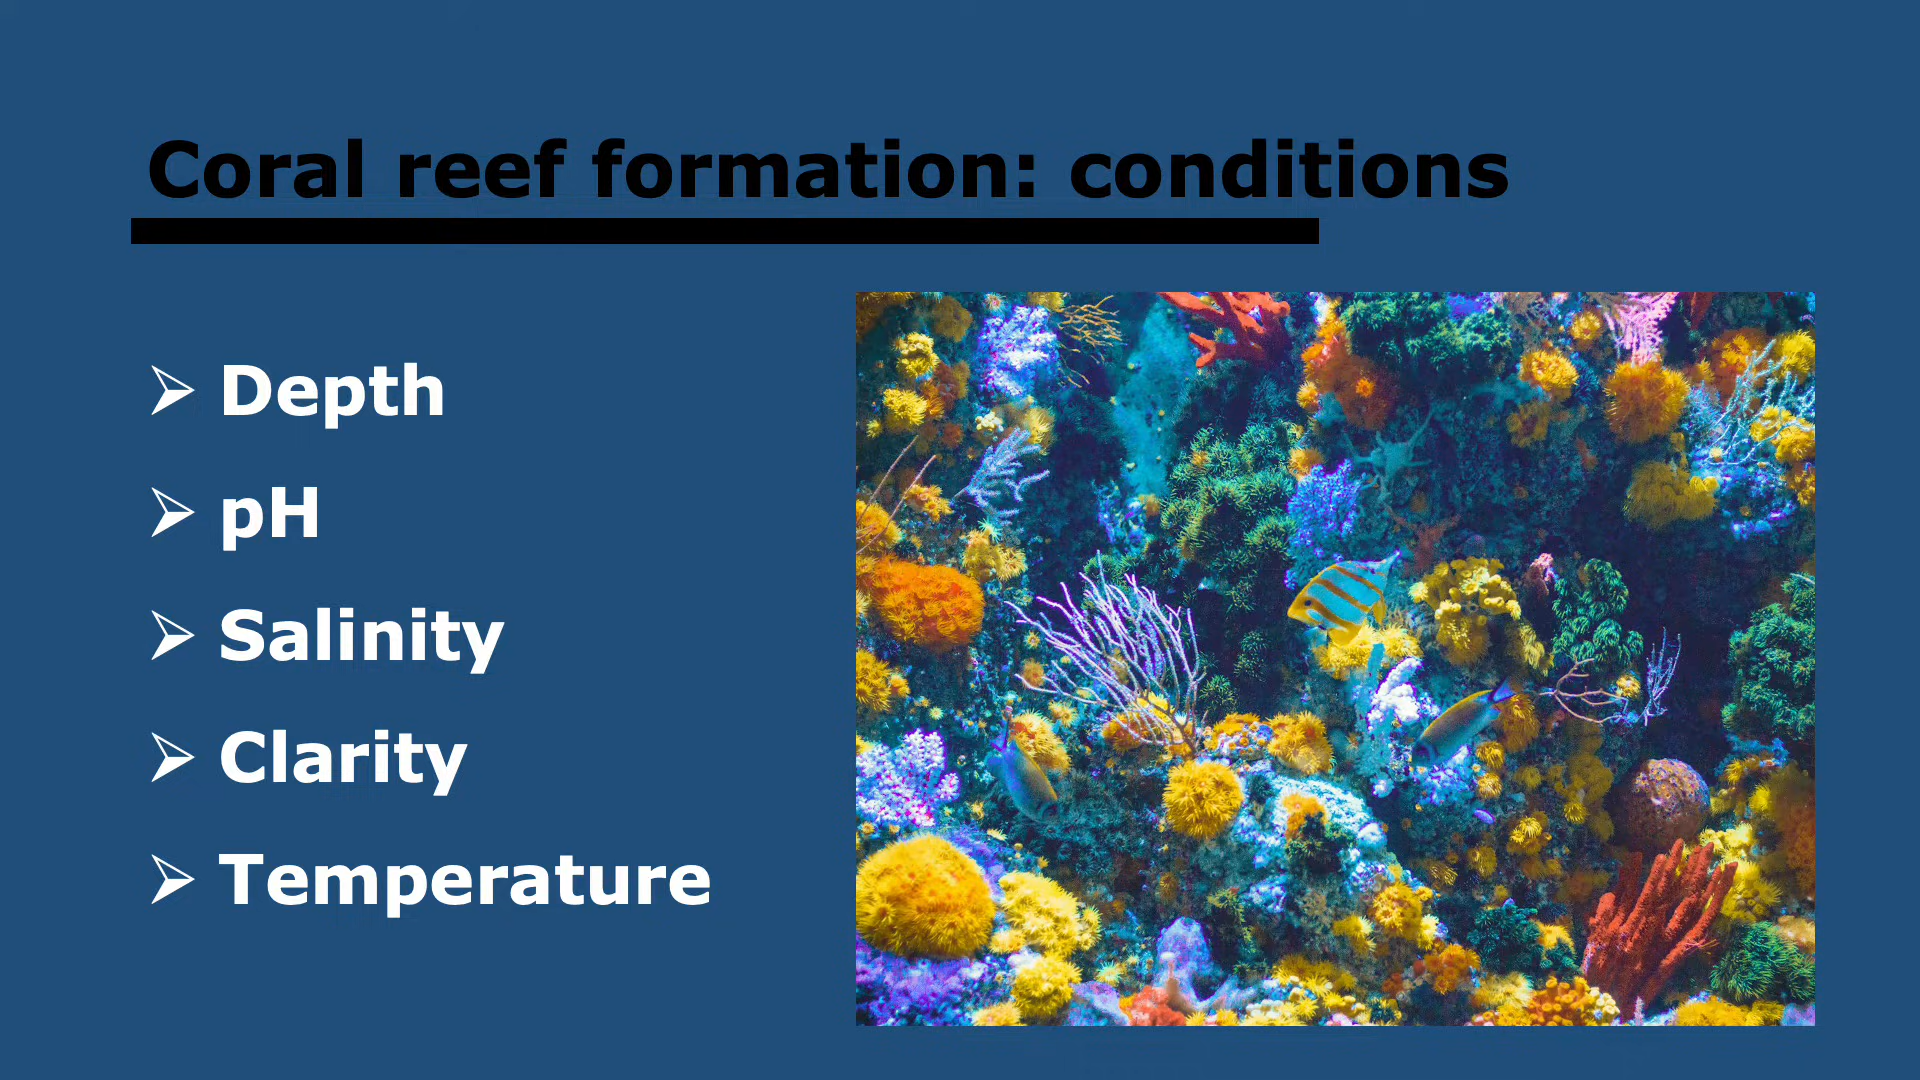 Coral reef formation: conditions
➢ Depth
➢ pH
➢ Salinity
➢ Clarity
➢ Temperature